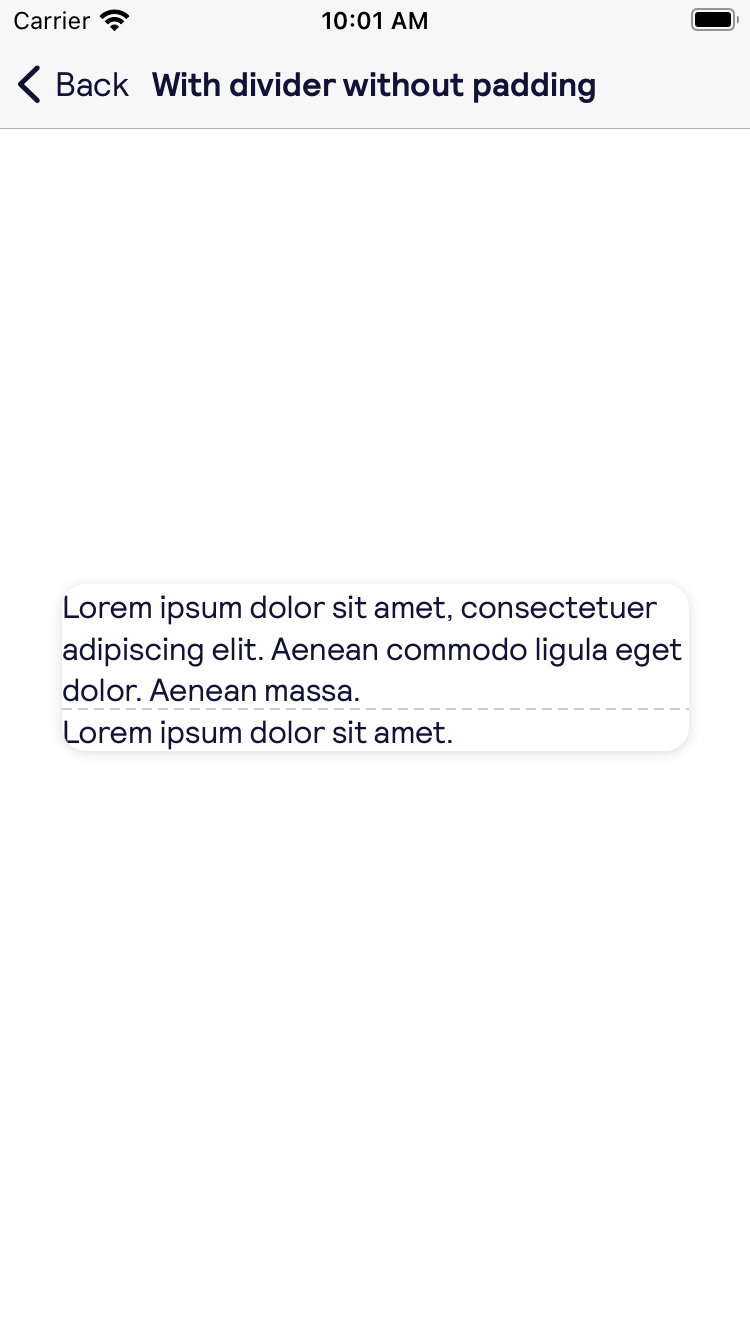 Carrier 10:01 AM
Back With divider without padding
Lorem ipsum dolor sit amet, consectetuer
adipiscing elit. Aenean commodo ligula eget
dolor. Aenean massa.
Lorem ipsum dolor sit amet.